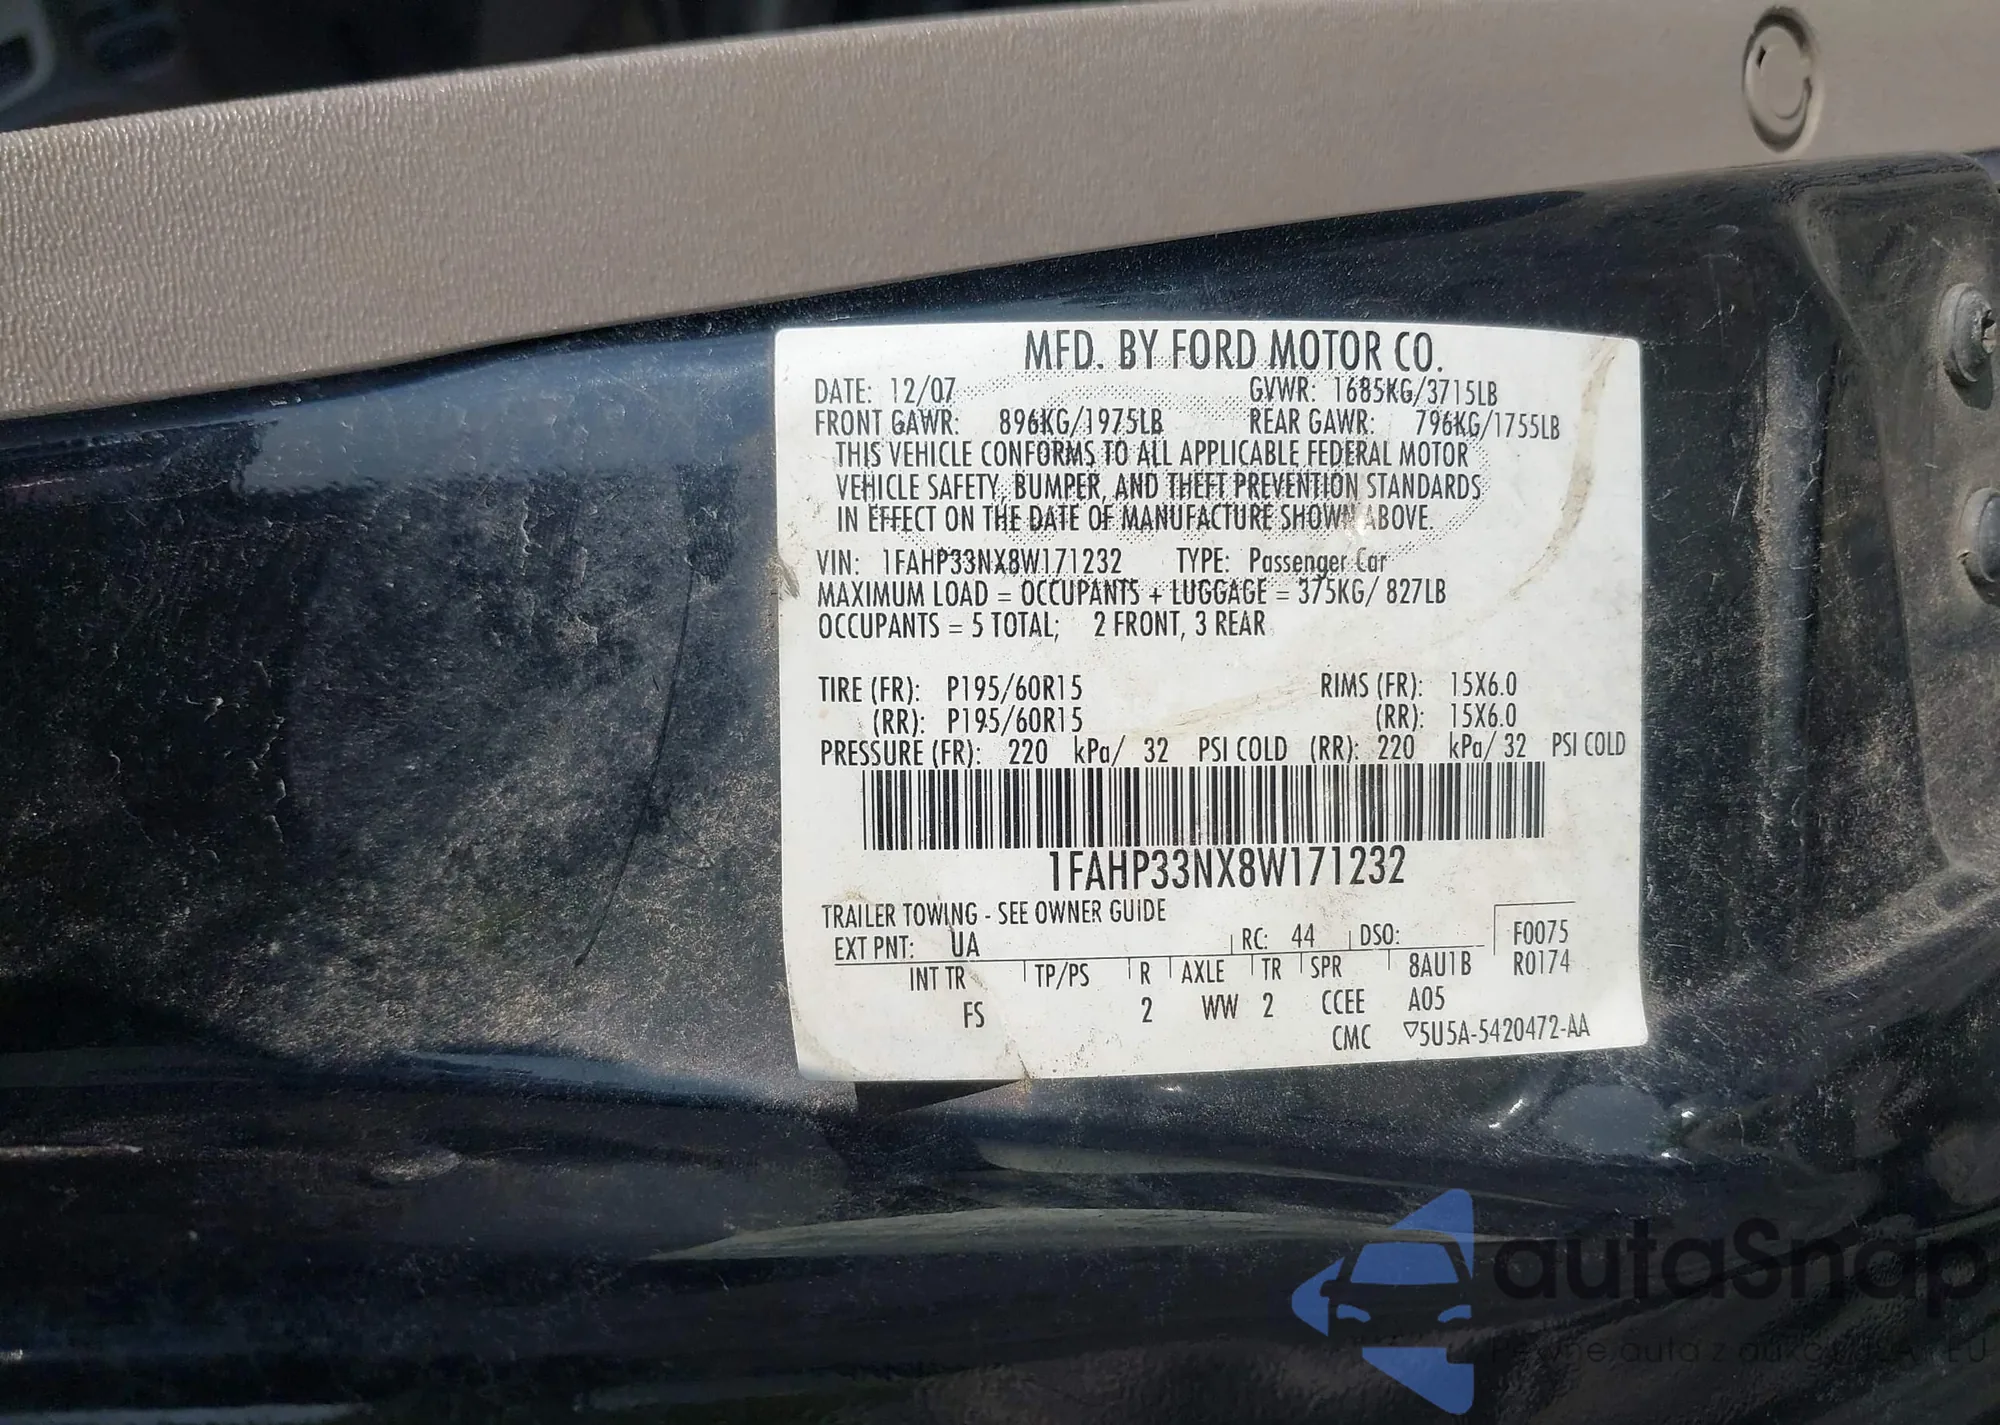 MFD. BY FORD MOTOR CO.
DATE: 12/07 GVWR: 1685KG/3715LB
FRONT GAWR: 896KG/1975LB REAR GAWR: 796KG/1755LB
THIS VEHICLE CONFORMS TO ALL APPLICABLE FEDERAL MOTOR
VEHICLE SAFETY, BUMPER, AND THEFT PREVENTION STANDARDS
IN EFFECT ON THE DATE OF MANUFACTURE SHOWN ABOVE.
VIN: 1FAHP33NX8W171232 TYPE: Passenger Car
MAXIMUM LOAD = OCCUPANTS + LUGGAGE = 375KG/ 827LB
OCCUPANTS = 5 TOTAL; 2 FRONT, 3 REAR
TIRE (FR): P195/60R15 RIMS (FR): 15X6.0
(RR): P195/60R15 (RR): 15X6.0
PRESSURE (FR): 220 kPa/ 32 PSI COLD (RR): 220 kPa/ 32 PSI COLD
1FAHP33NX8W171232
TRAILER TOWING - SEE OWNER GUIDE
EXT PNT: UA RC: 44 DSO: F0075
INT TR TP/PS R AXLE TR SPR 8AU1B R0174
FS 2 WW 2 CCEE A05
CMC ▽5U5A-5420472-AA
autaSnap
Pewne auta z aukcji USA i EU